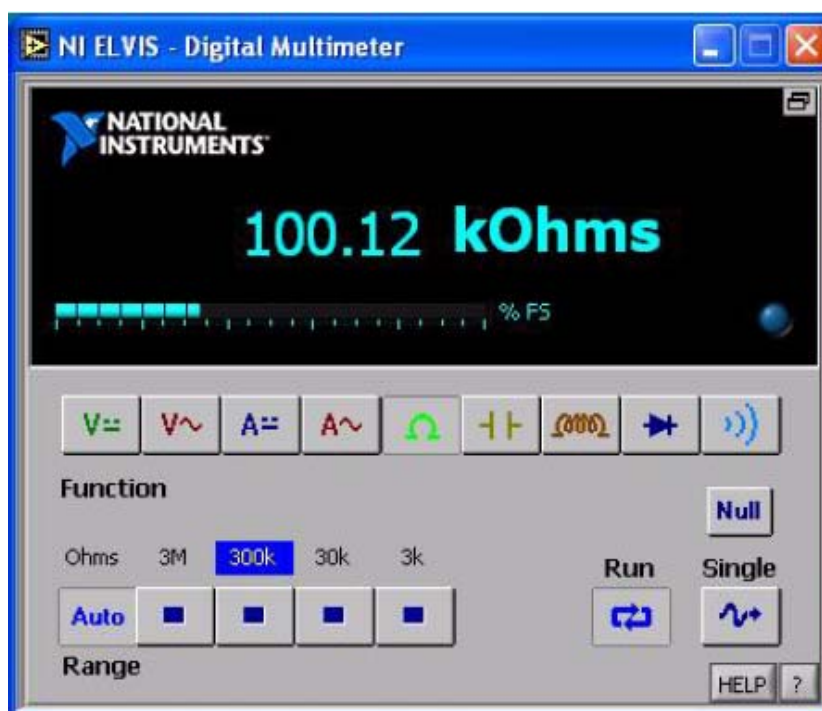 NI ELVIS - Digital Multimeter
NATIONAL
INSTRUMENTS
100.12 kOhms
% FS
V V A A Ω
Function
Null
Ohms 3M 300k 30k 3k
Run Single
Auto
Range
HELP ?